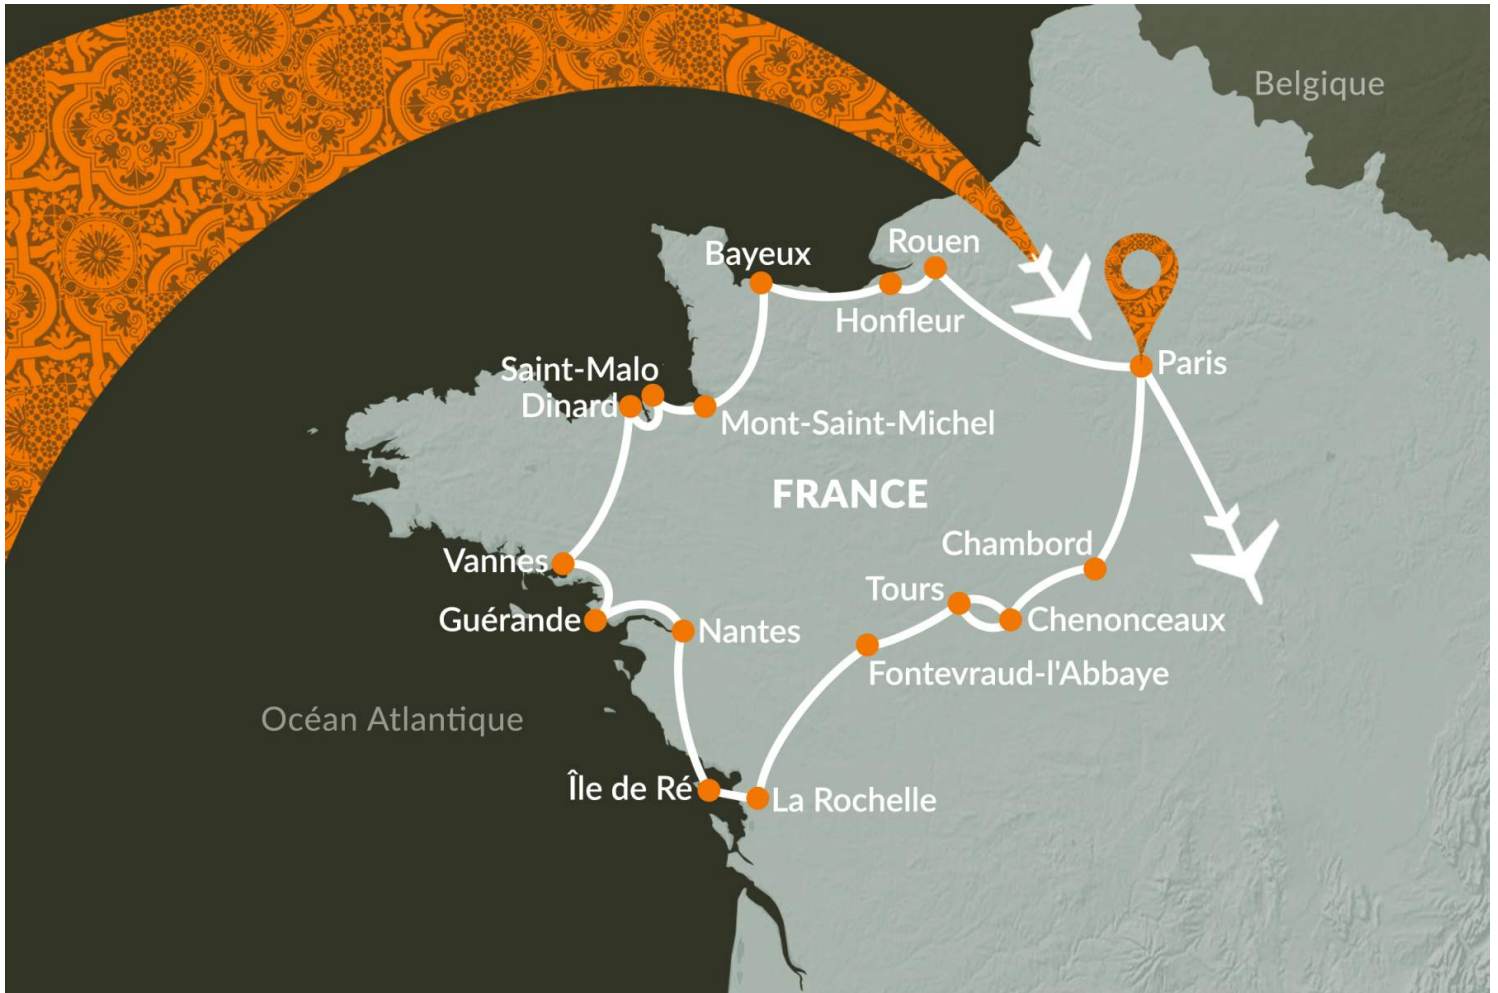 Belgique
Rouen
Bayeux
Honfleur
Paris
Saint-Malo
Dinard
Mont-Saint-Michel
FRANCE
Chambord
Vannes
Tours
Guérande
Nantes
Chenonceaux
Fontevraud-l'Abbaye
Océan Atlantique
Île de Ré
La Rochelle